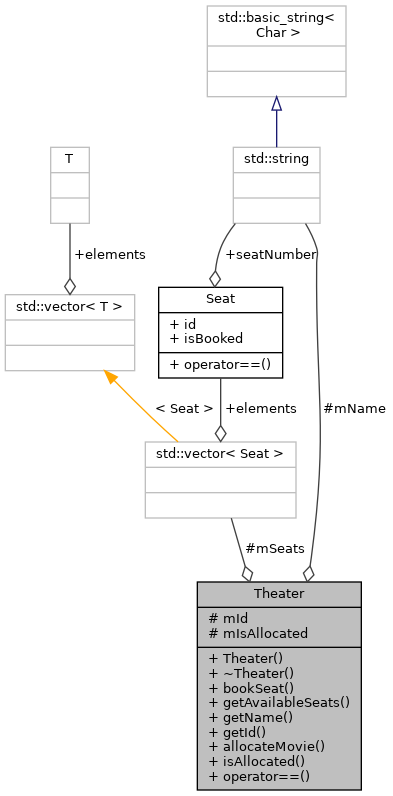 std::basic_string<
Char >
T
std::string
+elements
+seatNumber
std::vector< T >
Seat
+ id
+ isBooked
+ operator==()
< Seat >
+elements
#mName
std::vector< Seat >
#mSeats
Theater
# mId
# mIsAllocated
+ Theater()
+ ~Theater()
+ bookSeat()
+ getAvailableSeats()
+ getName()
+ getId()
+ allocateMovie()
+ isAllocated()
+ operator==()